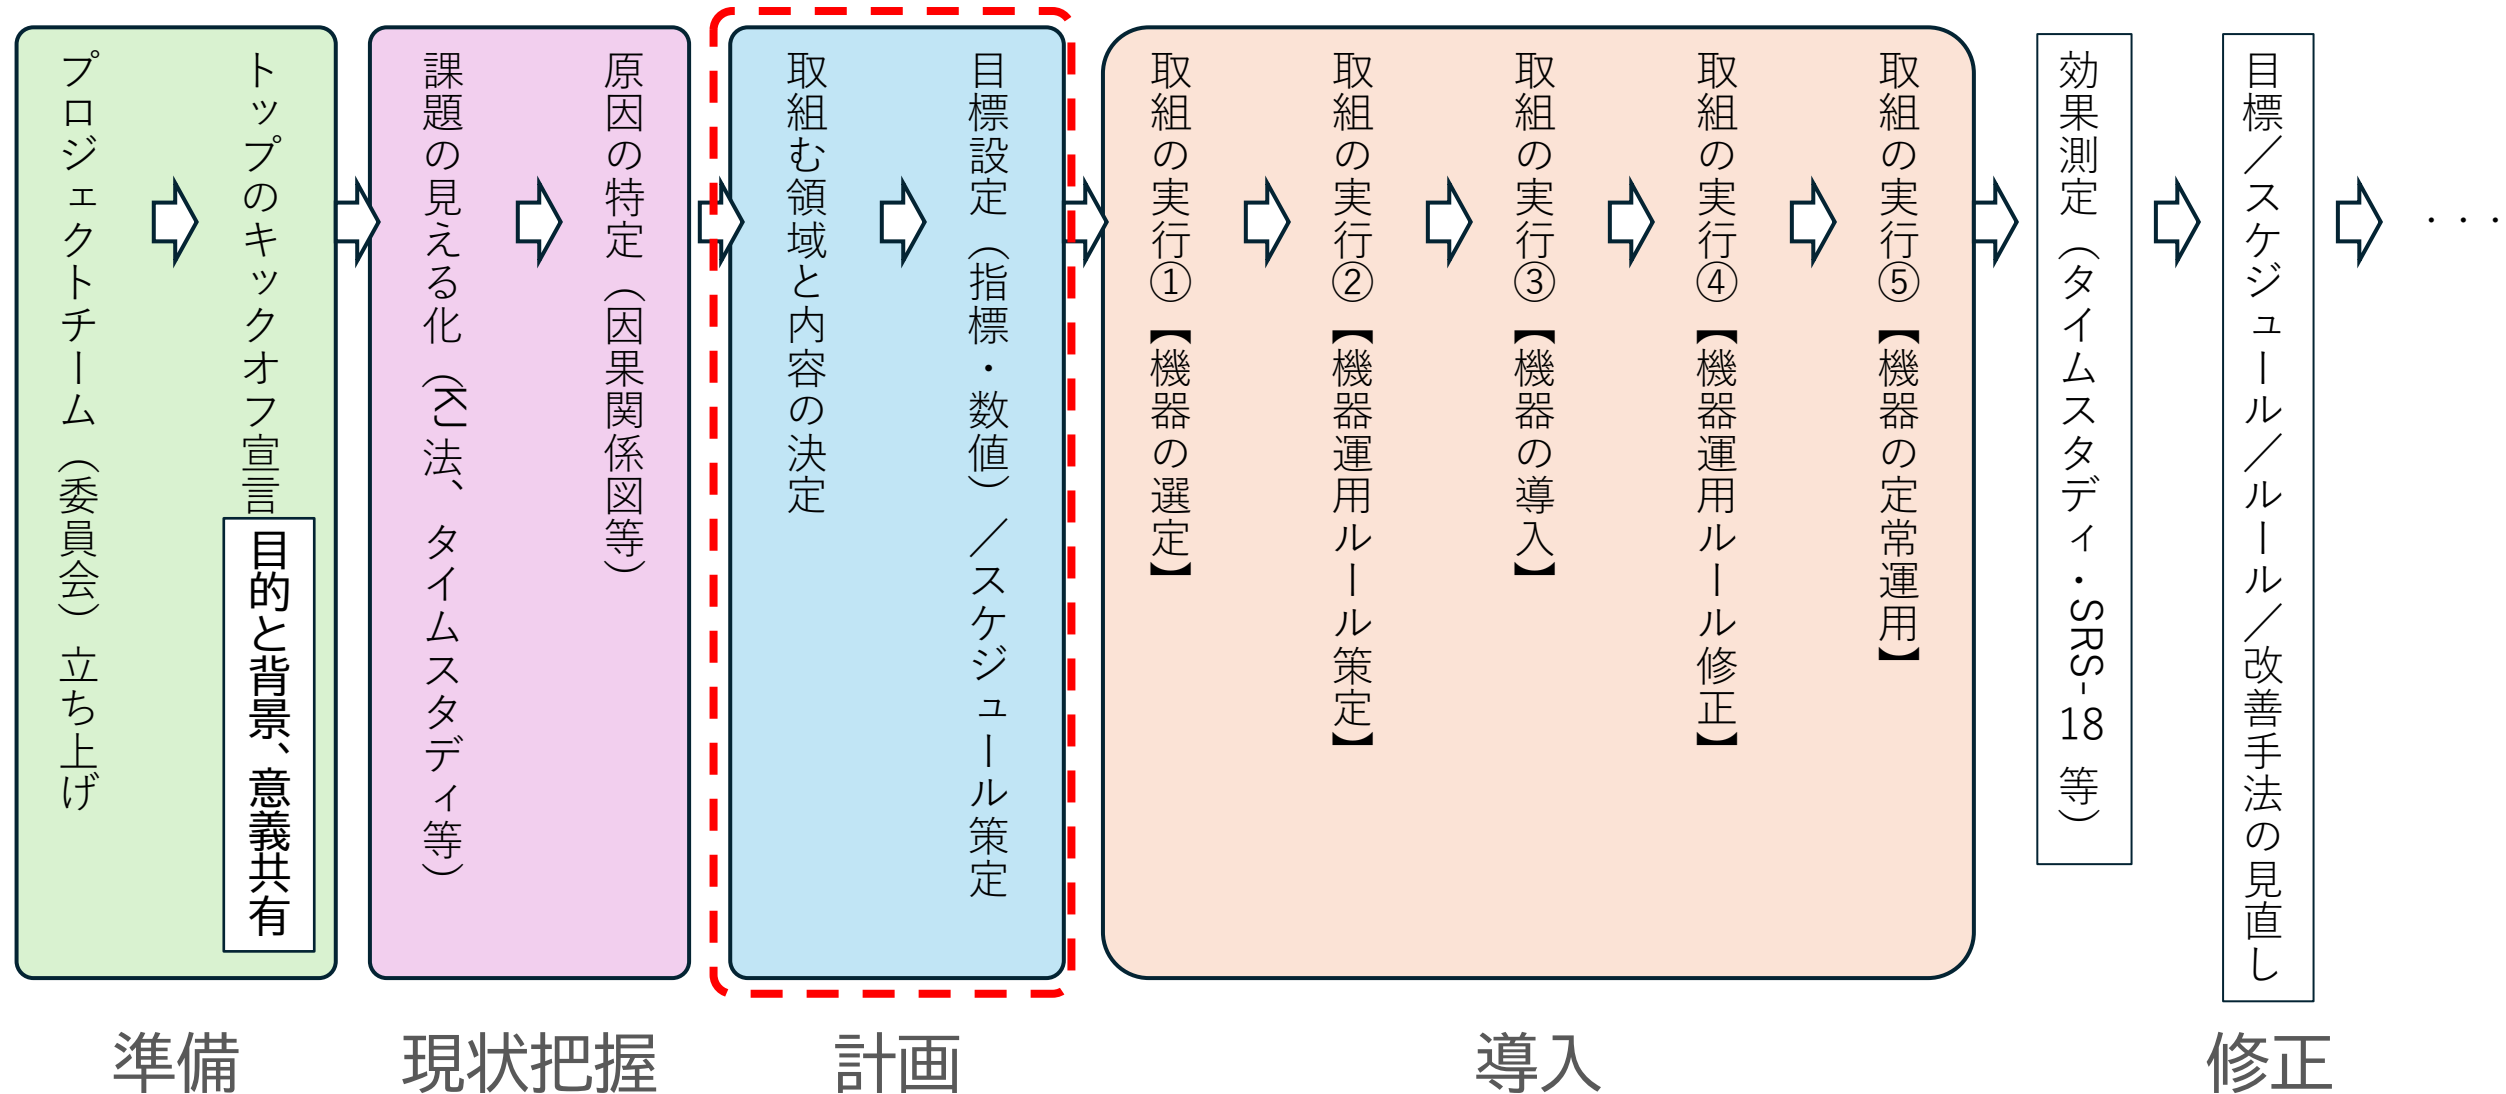 プロジェクトチーム（委員会）立ち上げ
トップのキックオフ宣言
目的と背景、意義共有
課題の見える化（KJ法、タイムスタディ等）
原因の特定（因果関係図等）
取組む領域と内容の決定
目標設定（指標・数値）／スケジュール策定
取組の実行①【機器の選定】
取組の実行②【機器運用ルール策定】
取組の実行③【機器の導入】
取組の実行④【機器運用ルール修正】
取組の実行⑤【機器の定常運用】
効果測定（タイムスタディ・SRS-18等）
目標／スケジュール／ルール／改善手法の見直し
・・・
準備
現状把握
計画
導入
修正